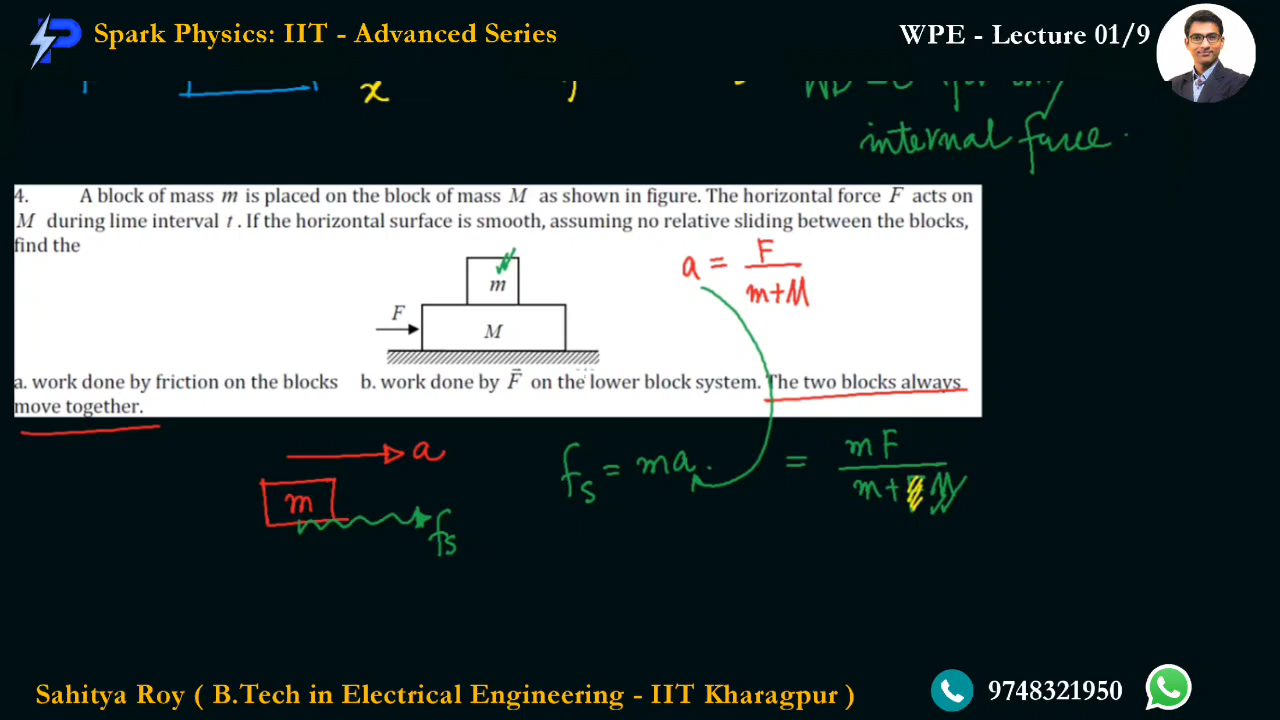 Spark Physics: IIT - Advanced Series
WPE - Lecture 01/9
x
internal force.
4. A block of mass m is placed on the block of mass M as shown in figure. The horizontal force F acts on
M during lime interval t. If the horizontal surface is smooth, assuming no relative sliding between the blocks,
find the
a = F / m+M
m
F
M
a. work done by friction on the blocks b. work done by F̄ on the lower block system. The two blocks always
move together.
a
m
fs
fs = ma. = mF / m+M
Sahitya Roy ( B.Tech in Electrical Engineering - IIT Kharagpur )
9748321950